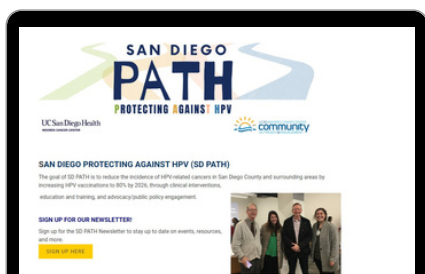 SAN DIEGO
PATH
PROTECTING AGAINST HPV
UC San Diego Health
MOORES CANCER CENTER
community
SAN DIEGO PROTECTING AGAINST HPV (SD PATH)
The goal of SD PATH is to reduce the incidence of HPV-related cancers in San Diego County and surrounding areas by
increasing HPV vaccinations to 80% by 2026, through clinical interventions,
education and training, and advocacy/public policy engagement.
SIGN UP FOR OUR NEWSLETTER!
Sign up for the SD PATH Newsletter to stay up to date on events, resources,
and more.
SIGN UP HERE